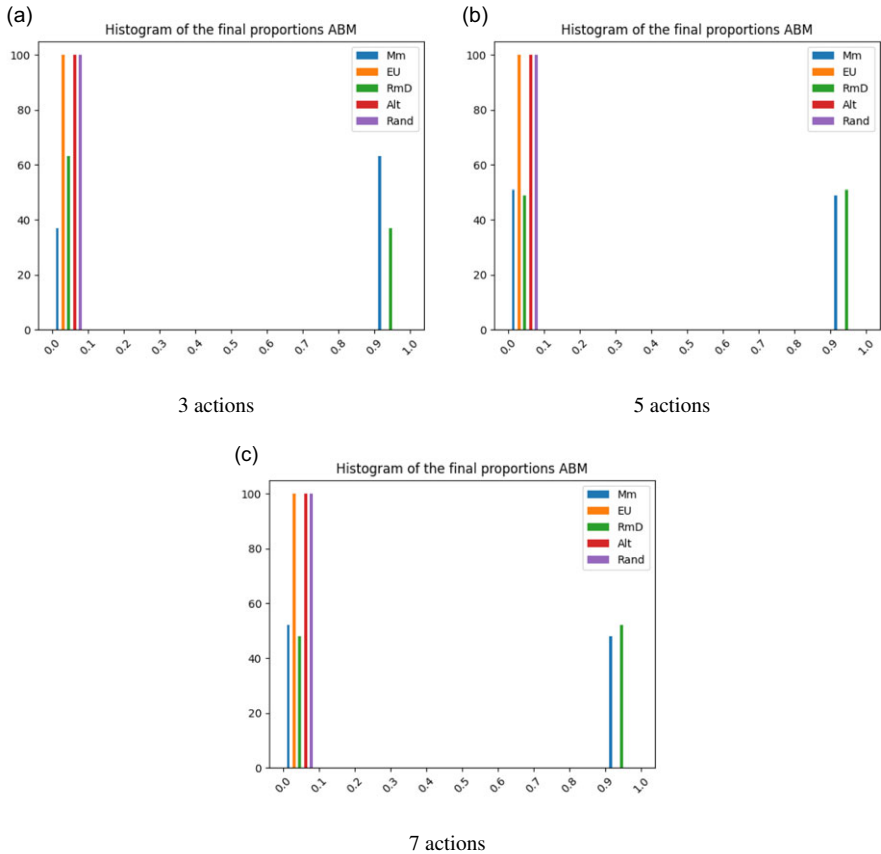 (a)
Histogram of the final proportions ABM
100
80
60
40
20
0
Mm
EU
RmD
Alt
Rand
0.0 0.1 0.2 0.3 0.4 0.5 0.6 0.7 0.8 0.9 1.0
3 actions
(b)
Histogram of the final proportions ABM
100
80
60
40
20
0
Mm
EU
RmD
Alt
Rand
0.0 0.1 0.2 0.3 0.4 0.5 0.6 0.7 0.8 0.9 1.0
5 actions
(c)
Histogram of the final proportions ABM
100
80
60
40
20
0
Mm
EU
RmD
Alt
Rand
0.0 0.1 0.2 0.3 0.4 0.5 0.6 0.7 0.8 0.9 1.0
7 actions